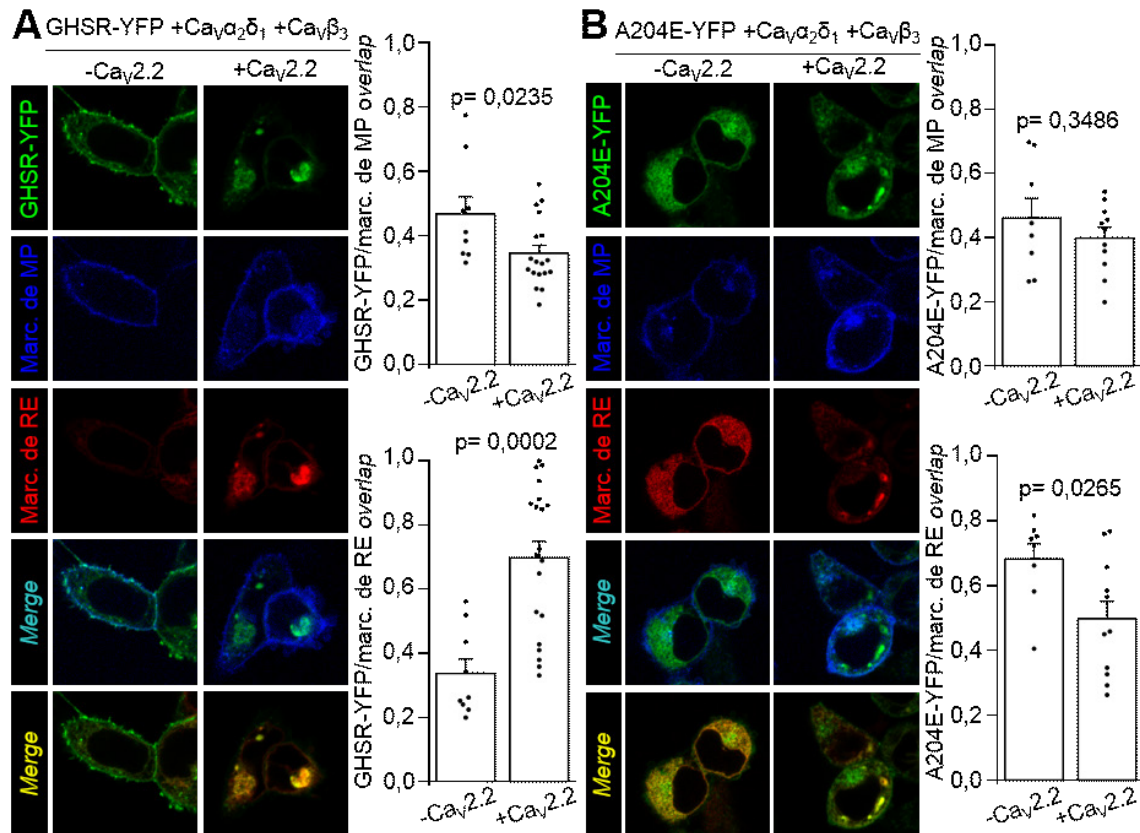 A
GHSR-YFP +CaVα2δ1 +CaVβ3
-CaV2.2
+CaV2.2
GHSR-YFP
Marc. de MP
Marc. de RE
Merge
Merge
GHSR-YFP/marc. de MP overlap
1,0
0,8
0,6
0,4
0,2
0,0
p= 0,0235
-CaV2.2
+CaV2.2
GHSR-YFP/marc. de RE overlap
1,0
0,8
0,6
0,4
0,2
0,0
p= 0,0002
-CaV2.2
+CaV2.2
B
A204E-YFP +CaVα2δ1 +CaVβ3
-CaV2.2
+CaV2.2
A204E-YFP
Marc. de MP
Marc. de RE
Merge
Merge
A204E-YFP/marc. de MP overlap
1,0
0,8
0,6
0,4
0,2
0,0
p= 0,3486
-CaV2.2
+CaV2.2
A204E-YFP/marc. de RE overlap
1,0
0,8
0,6
0,4
0,2
0,0
p= 0,0265
-CaV2.2
+CaV2.2